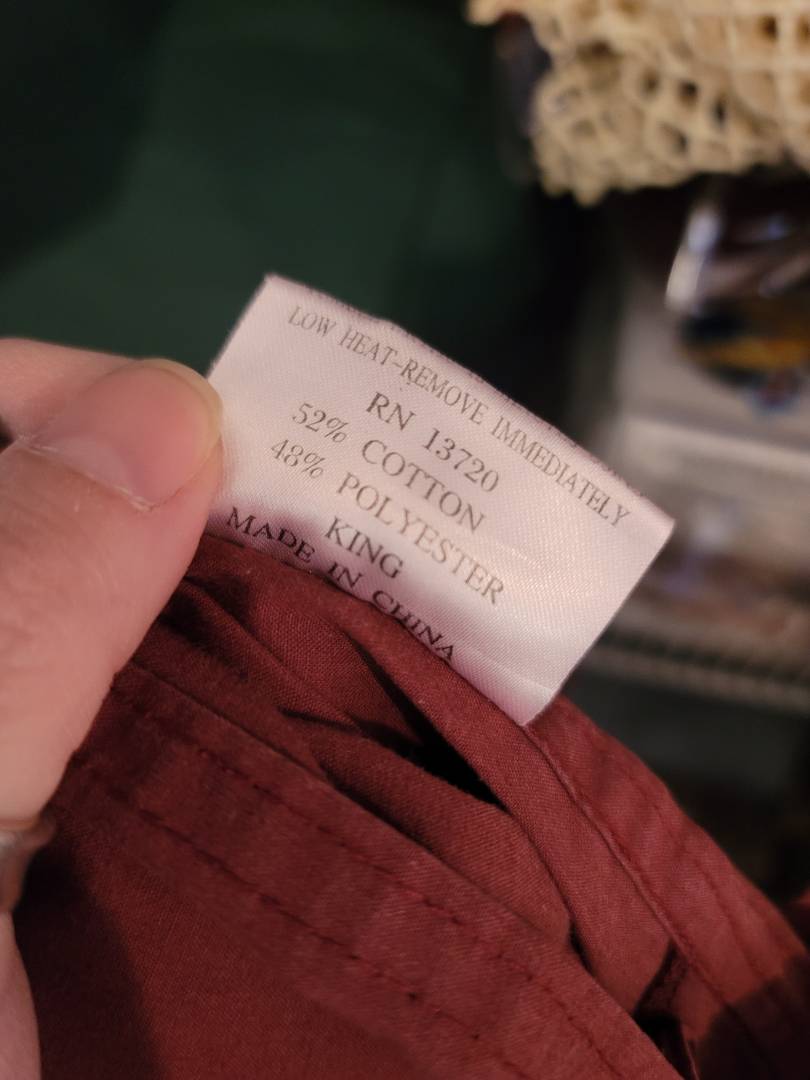 LOW HEAT-REMOVE IMMEDIATELY
RN 13720
52% COTTON
48% POLYESTER
KING
MADE IN CHINA